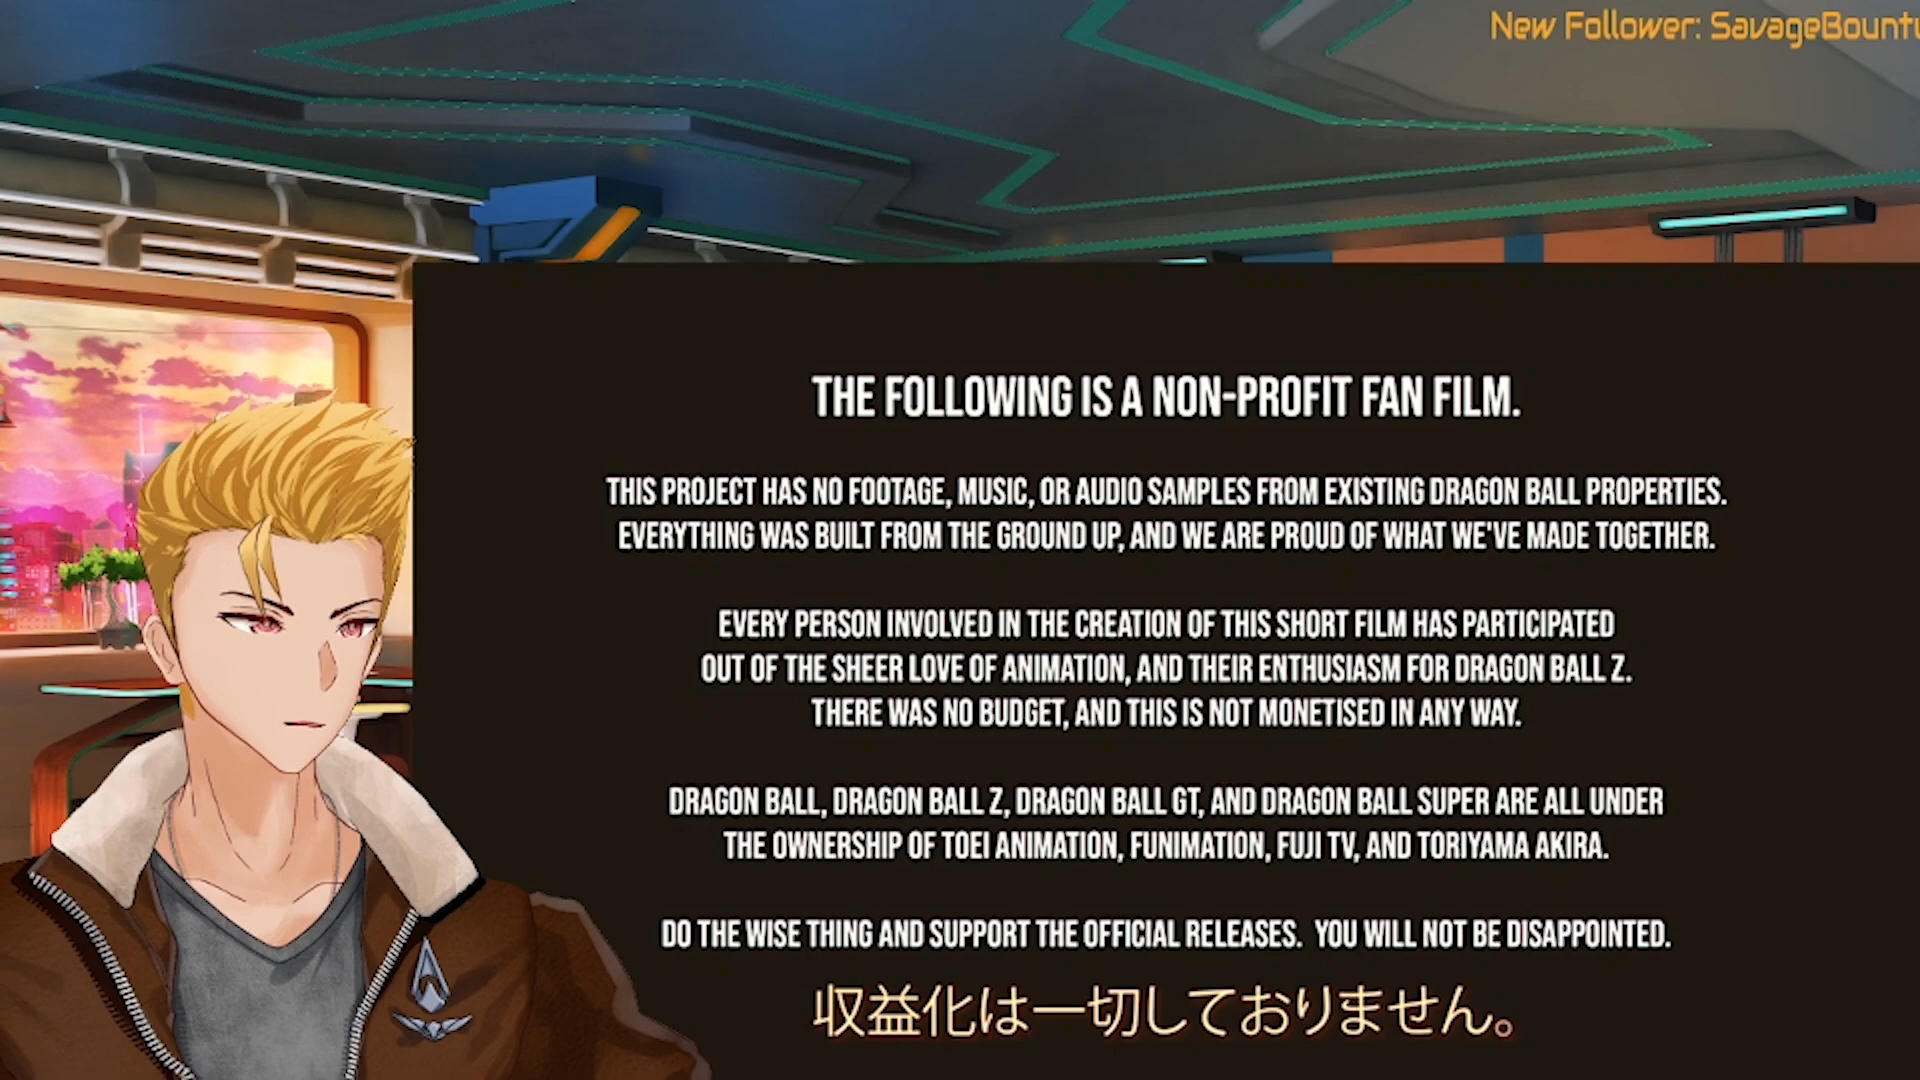 New Follower: SavageBounty
THE FOLLOWING IS A NON-PROFIT FAN FILM.
THIS PROJECT HAS NO FOOTAGE, MUSIC, OR AUDIO SAMPLES FROM EXISTING DRAGON BALL PROPERTIES.
EVERYTHING WAS BUILT FROM THE GROUND UP, AND WE ARE PROUD OF WHAT WE'VE MADE TOGETHER.
EVERY PERSON INVOLVED IN THE CREATION OF THIS SHORT FILM HAS PARTICIPATED
OUT OF THE SHEER LOVE OF ANIMATION, AND THEIR ENTHUSIASM FOR DRAGON BALL Z.
THERE WAS NO BUDGET, AND THIS IS NOT MONETISED IN ANY WAY.
DRAGON BALL, DRAGON BALL Z, DRAGON BALL GT, AND DRAGON BALL SUPER ARE ALL UNDER
THE OWNERSHIP OF TOEI ANIMATION, FUNIMATION, FUJI TV, AND TORIYAMA AKIRA.
DO THE WISE THING AND SUPPORT THE OFFICIAL RELEASES. YOU WILL NOT BE DISAPPOINTED.
収益化は一切しておりません。